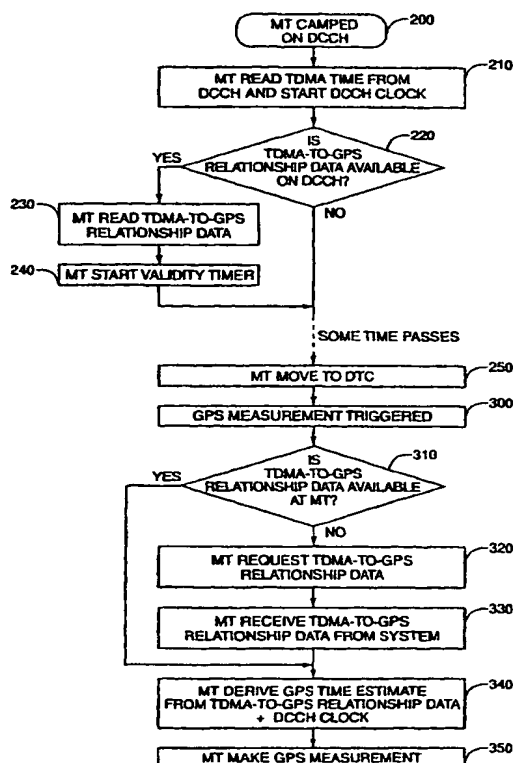 MT CAMPED
ON DCCH
200
210
MT READ TDMA TIME FROM
DCCH AND START DCCH CLOCK
220
IS
TDMA-TO-GPS
RELATIONSHIP DATA AVAILABLE
ON DCCH?
YES
NO
230
MT READ TDMA-TO-GPS
RELATIONSHIP DATA
240
MT START VALIDITY TIMER
SOME TIME PASSES
250
MT MOVE TO DTC
300
GPS MEASUREMENT TRIGGERED
310
IS
TDMA-TO-GPS
RELATIONSHIP DATA AVAILABLE
AT MT?
YES
NO
320
MT REQUEST TDMA-TO-GPS
RELATIONSHIP DATA
330
MT RECEIVE TDMA-TO-GPS
RELATIONSHIP DATA FROM SYSTEM
340
MT DERIVE GPS TIME ESTIMATE
FROM TDMA-TO-GPS RELATIONSHIP DATA
+ DCCH CLOCK
350
MT MAKE GPS MEASUREMENT